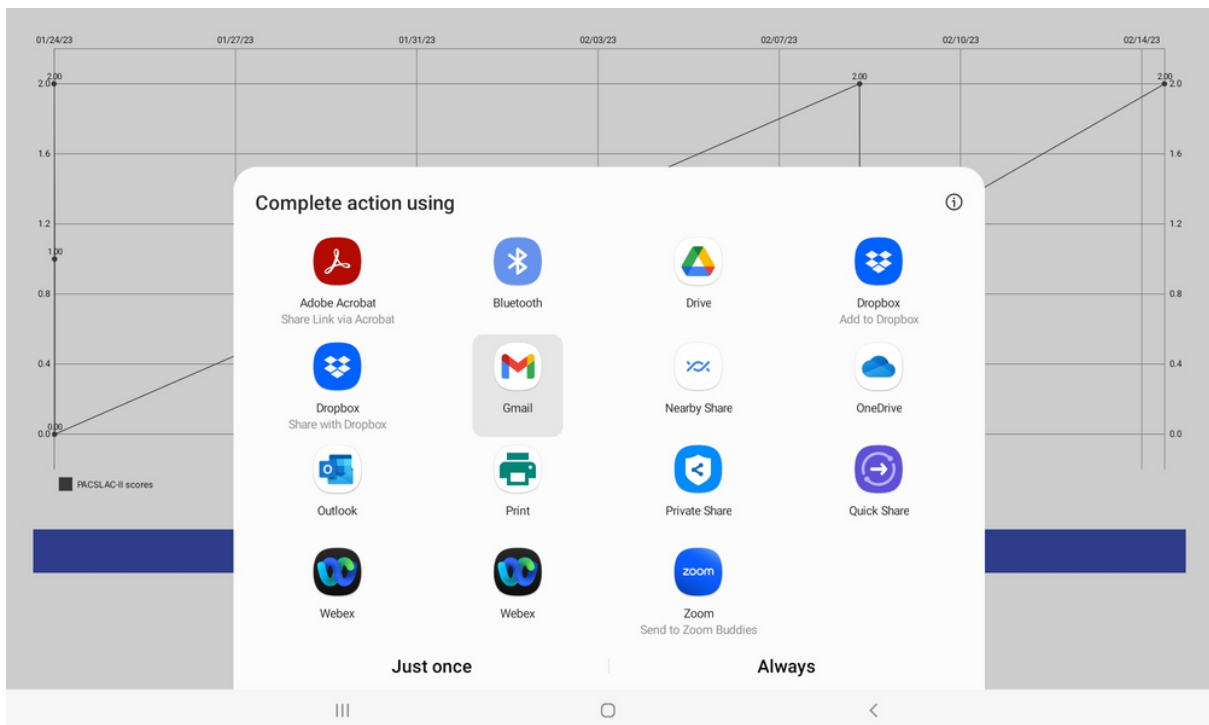 01/24/23 01/27/23 01/31/23 02/03/23 02/07/23 02/10/23 02/14/23
2.00 2.00 2.00
2.0 2.0
1.6 1.6
Complete action using
1.2 1.2
1.00
0.8 0.8
Adobe Acrobat Bluetooth Drive Dropbox
Share Link via Acrobat Add to Dropbox
0.4 0.4
Dropbox Gmail Nearby Share OneDrive
Share with Dropbox
0.00
0.0 0.0
PACSLAC-II scores
Outlook Print Private Share Quick Share
zoom
Webex Webex Zoom
Send to Zoom Buddies
Just once Always